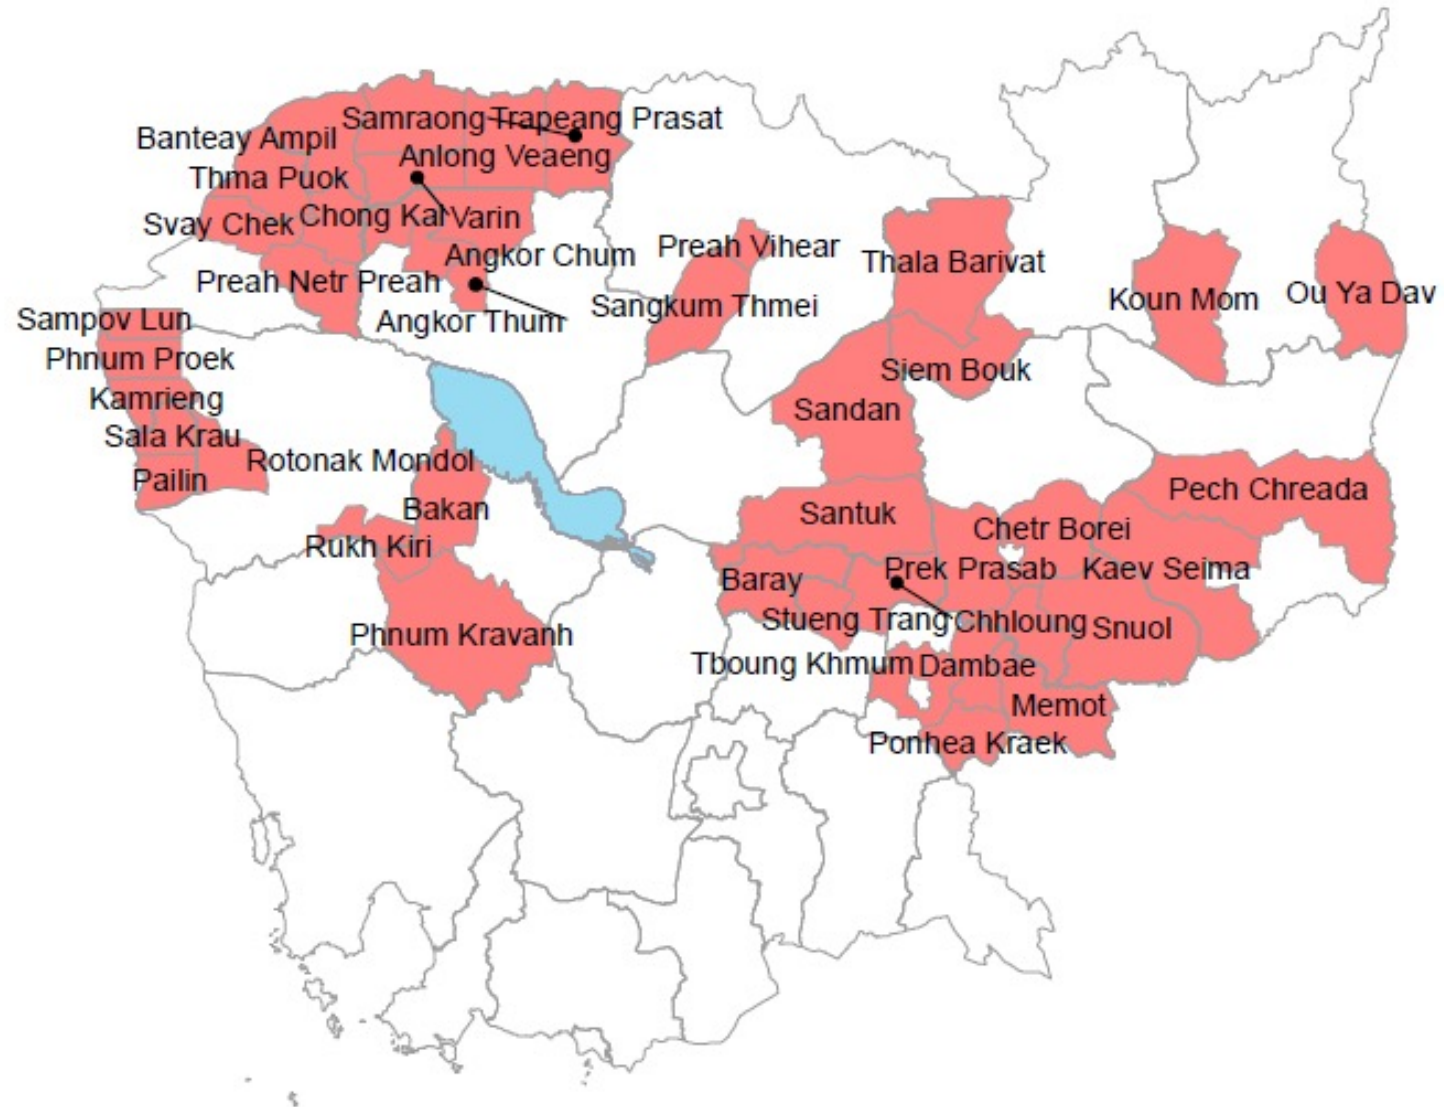 Samraong
Trapeang Prasat
Banteay Ampil
Anlong Veaeng
Thma Puok
Chong Kal
Varin
Svay Chek
Angkor Chum
Preah Vihear
Thala Barivat
Preah Netr Preah
Koun Mom
Ou Ya Dav
Sangkum Thmei
Angkor Thum
Sampov Lun
Phnum Proek
Siem Bouk
Kamrieng
Sandan
Sala Krau
Rotonak Mondol
Pailin
Pech Chreada
Bakan
Santuk
Chetr Borei
Rukh Kiri
Prek Prasab
Kaev Seima
Baray
Stueng Trang
Chhloung
Snuol
Phnum Kravanh
Tboung Khmum
Dambae
Memot
Ponhea Kraek